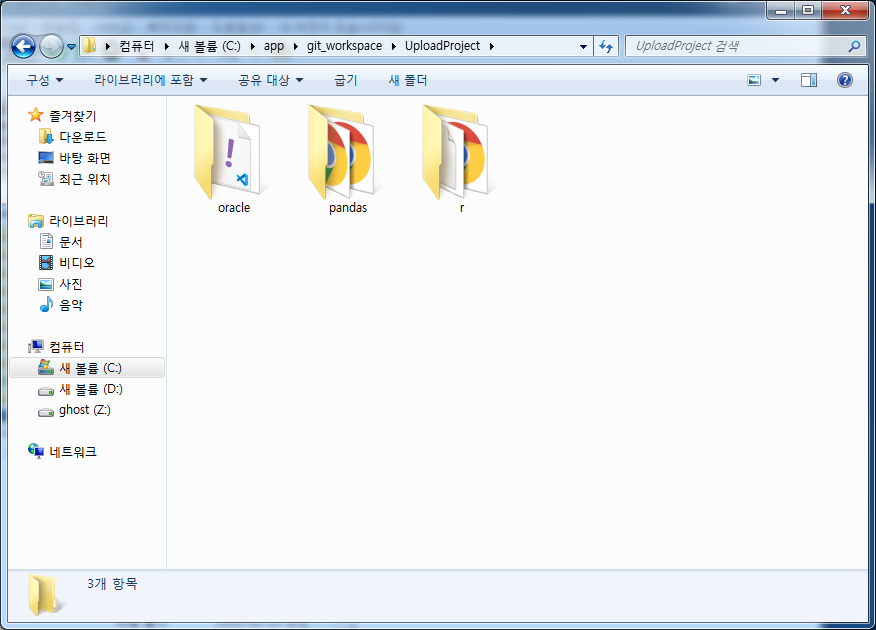 컴퓨터 새 볼륨 (C:) app git_workspace UploadProject UploadProject 검색
구성 라이브러리에 포함 공유 대상 굽기 새 폴더
즐겨찾기
다운로드
바탕 화면
최근 위치
라이브러리
문서
비디오
사진
음악
컴퓨터
새 볼륨 (C:)
새 볼륨 (D:)
ghost (Z:)
네트워크
oracle pandas r
3개 항목